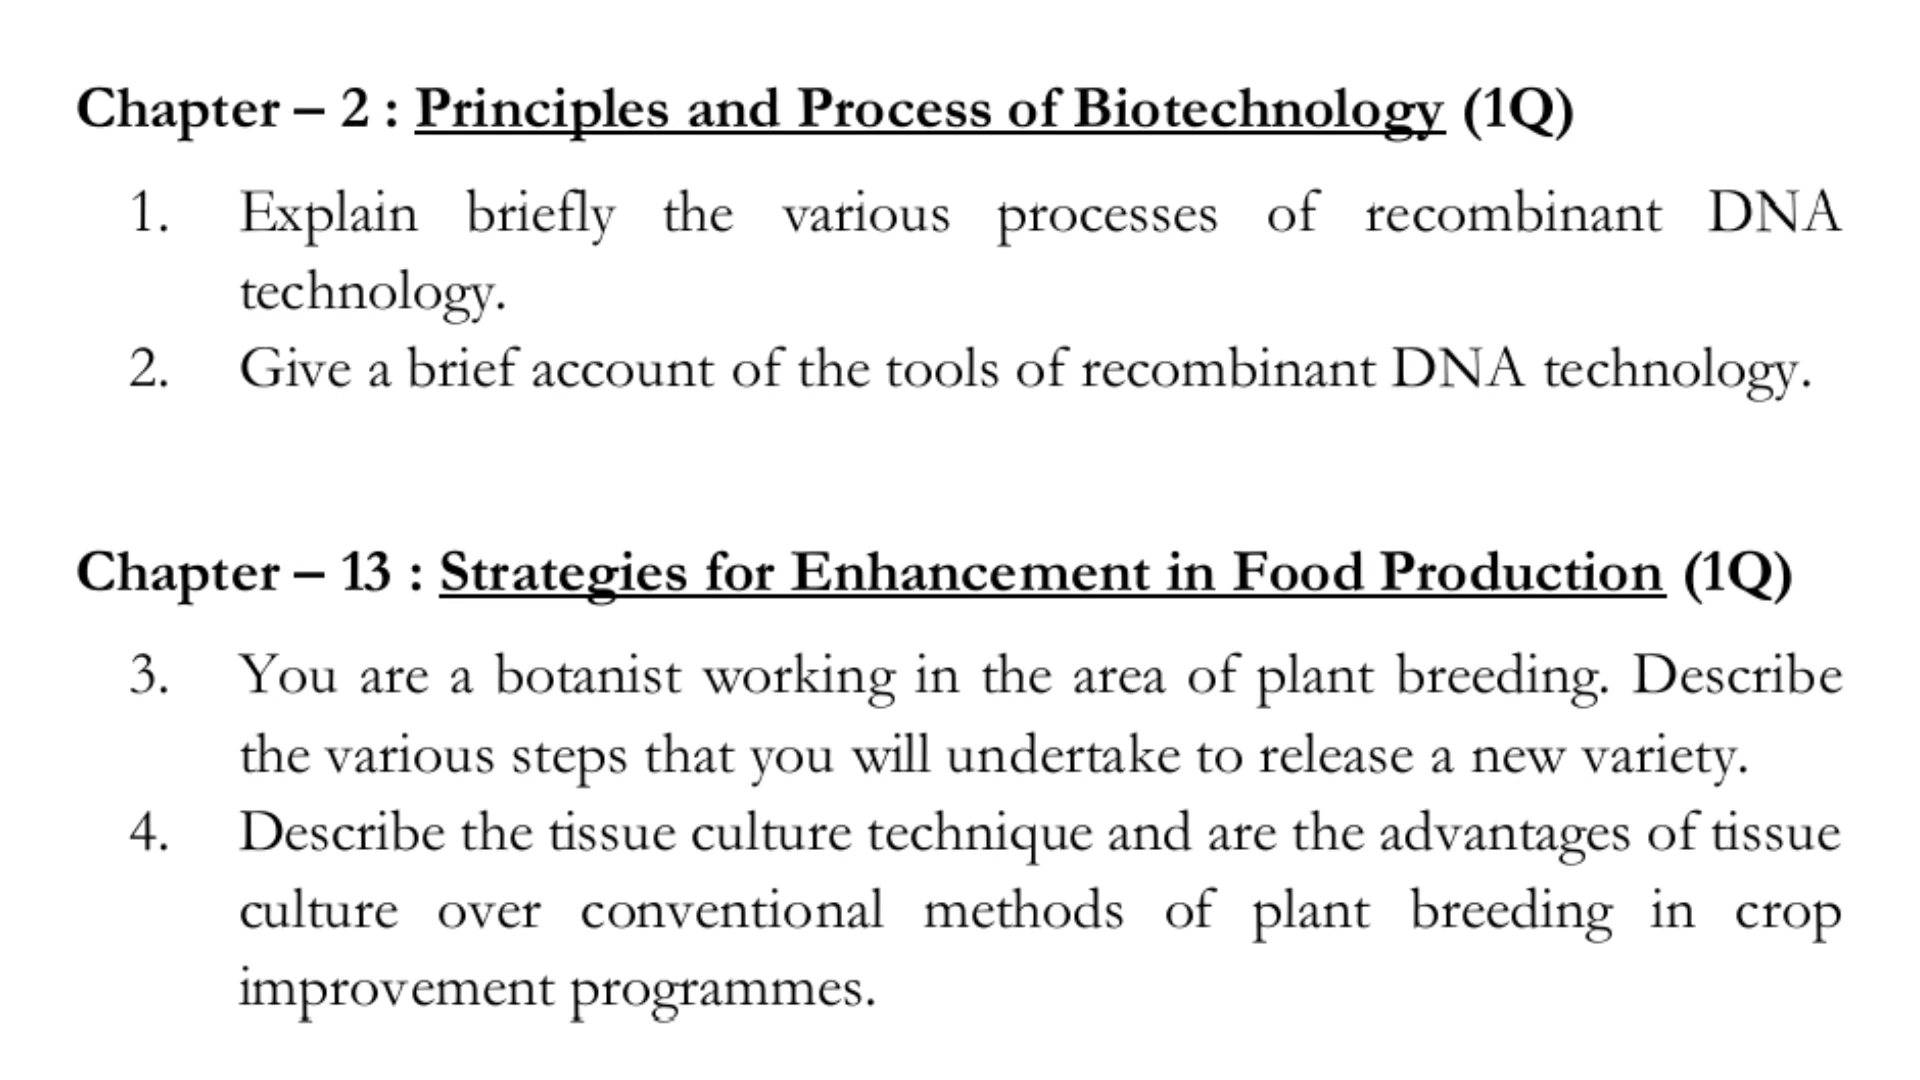 Chapter – 2 : Principles and Process of Biotechnology (1Q)
1. Explain briefly the various processes of recombinant DNA
technology.
2. Give a brief account of the tools of recombinant DNA technology.
Chapter – 13 : Strategies for Enhancement in Food Production (1Q)
3. You are a botanist working in the area of plant breeding. Describe
the various steps that you will undertake to release a new variety.
4. Describe the tissue culture technique and are the advantages of tissue
culture over conventional methods of plant breeding in crop
improvement programmes.